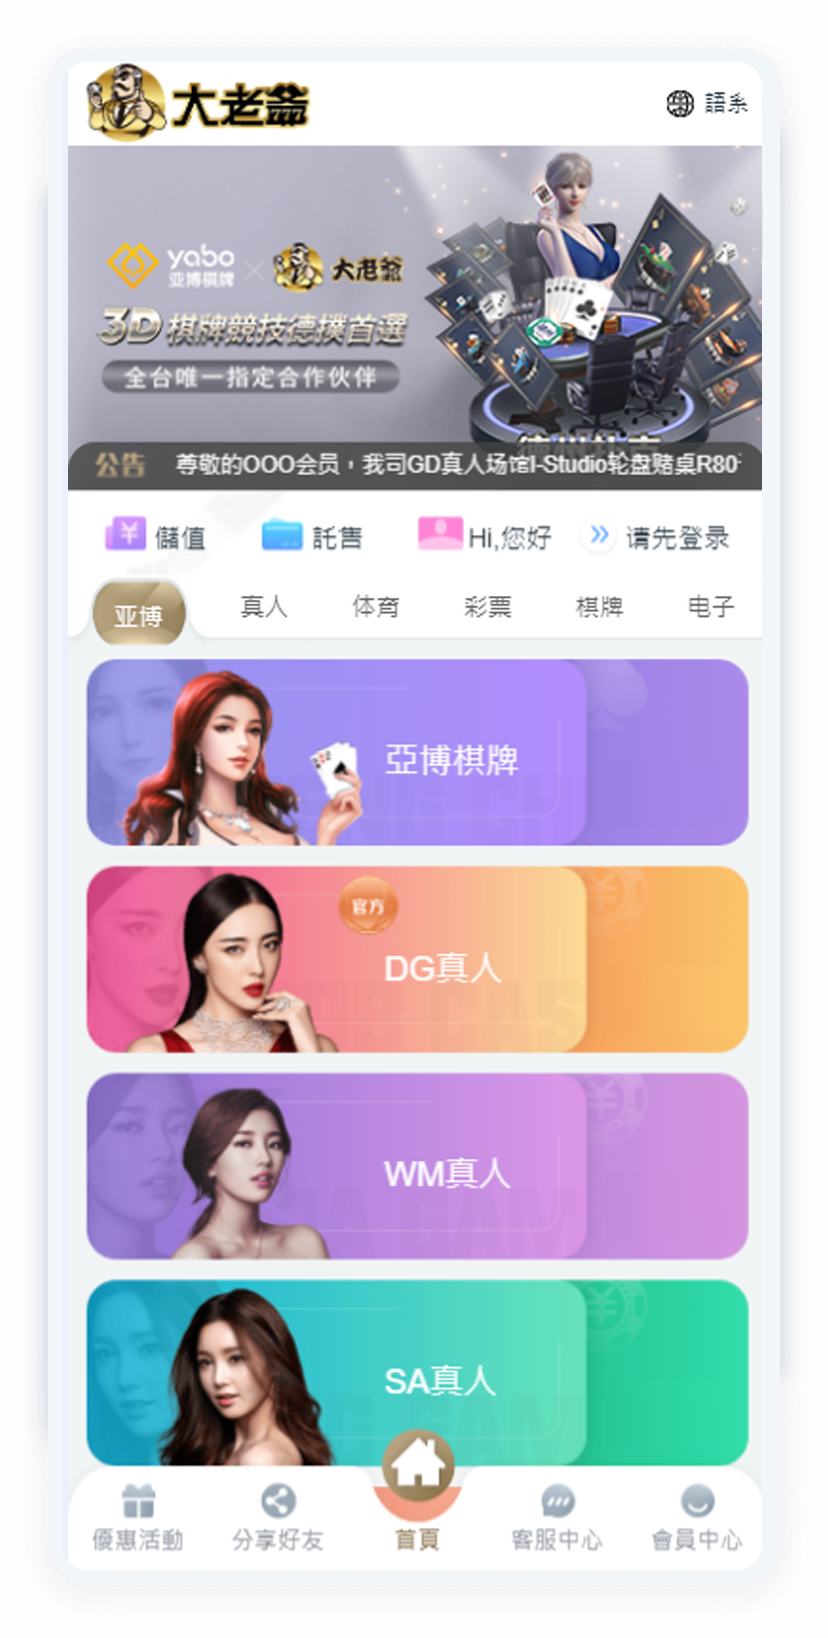 大老爺
語系
yabo
亚博棋牌
大老爺
3D 棋牌競技德撲首選
全台唯一指定合作伙伴
德州扑克
公告 尊敬的OOO会员，我司GD真人场馆I-Studio轮盘赌桌R80
儲值 託售 Hi,您好 请先登录
亚博 真人 体育 彩票 棋牌 电子
亞博棋牌
官方
DG真人
WM真人
SA真人
優惠活動 分享好友 首頁 客服中心 會員中心